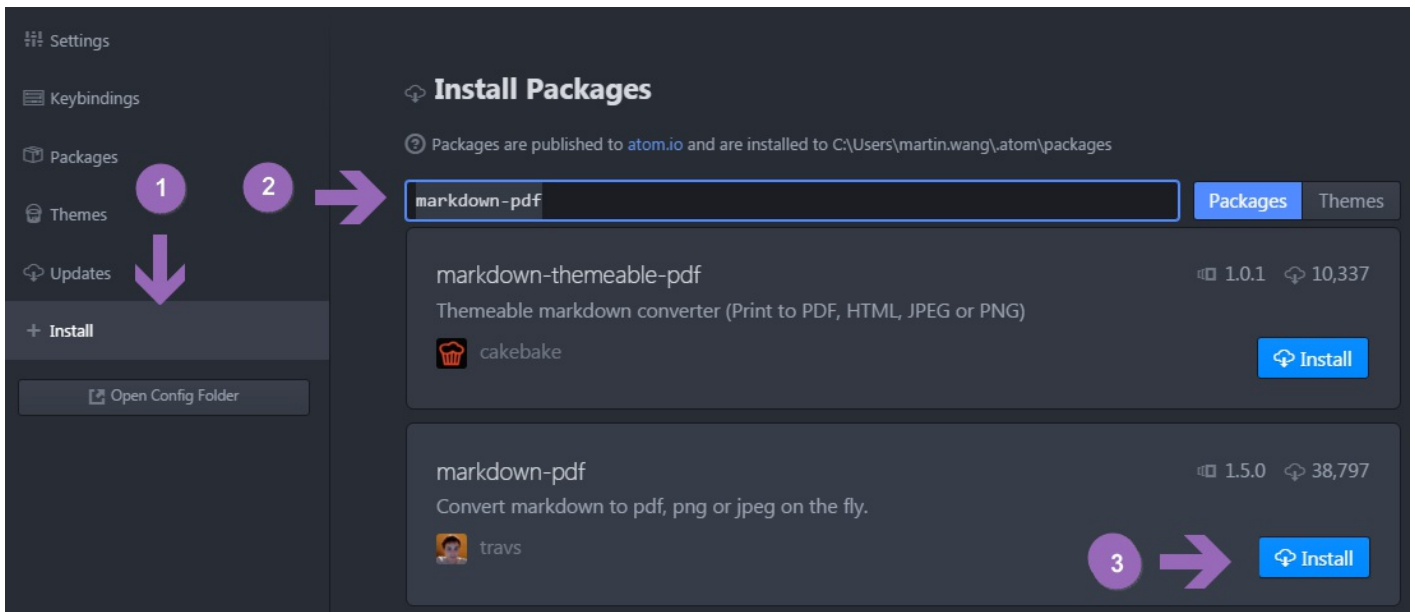 Settings
Keybindings
Packages
1
Themes
Updates
+ Install
Open Config Folder
Install Packages
Packages are published to atom.io and are installed to C:\Users\martin.wang\.atom\packages
2
markdown-pdf
Packages Themes
markdown-themeable-pdf
1.0.1 10,337
Themeable markdown converter (Print to PDF, HTML, JPEG or PNG)
cakebake
Install
markdown-pdf
1.5.0 38,797
Convert markdown to pdf, png or jpeg on the fly.
travs
3
Install